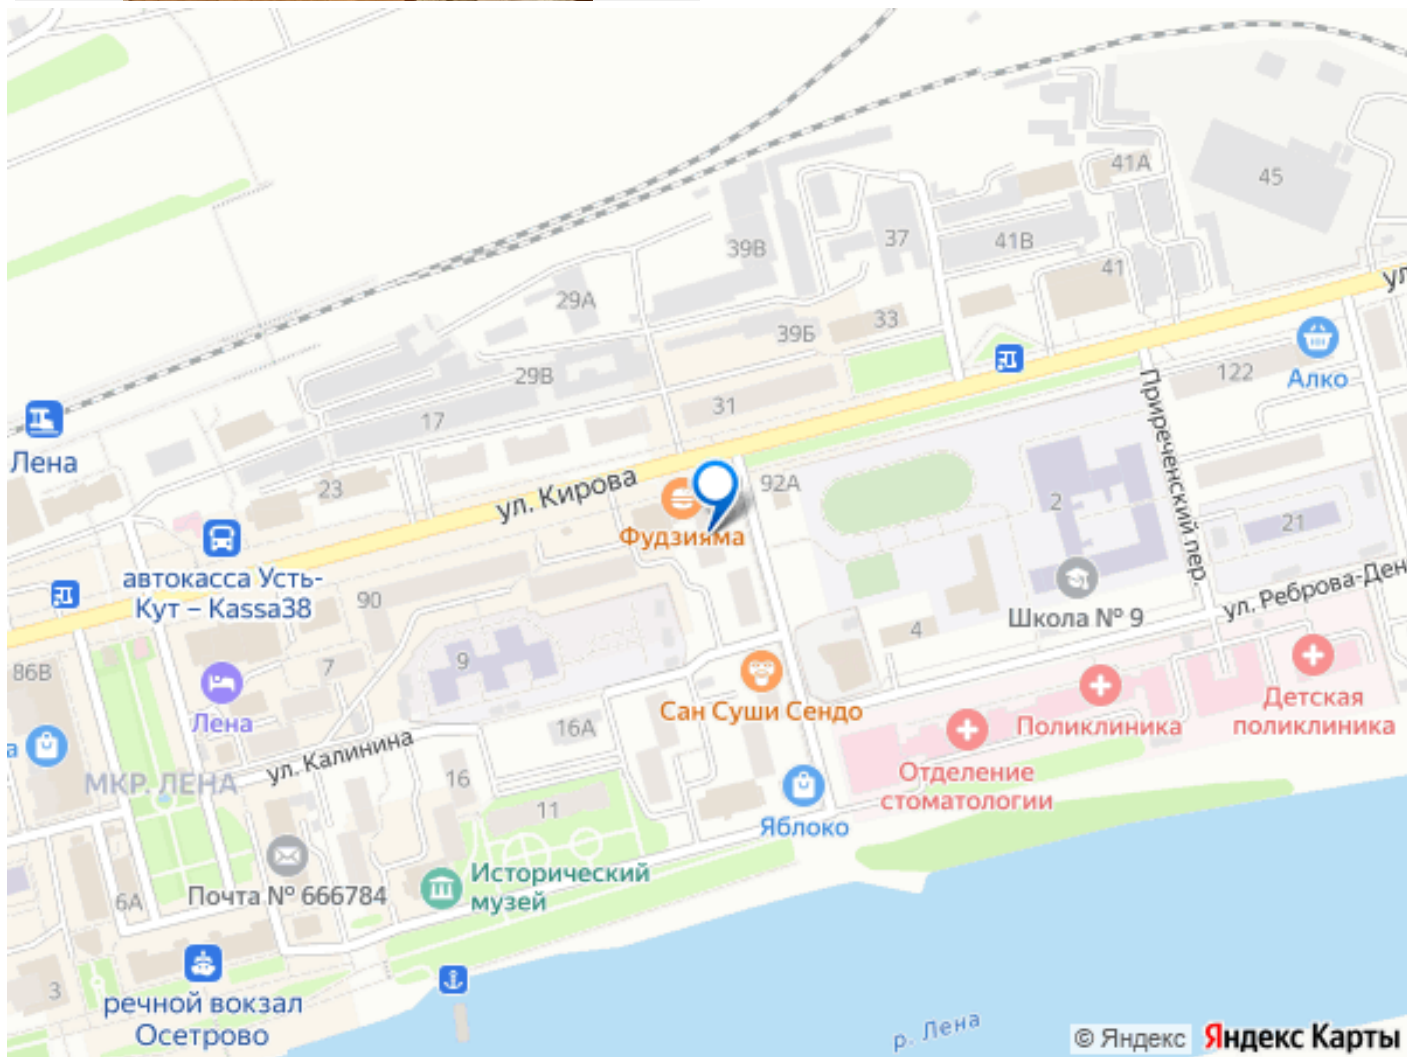 41А
45
39В
37
41В
41
29А
33
39Б
ул
29В
122
Алко
31
17
Лена
Приреченский пер.
23
ул. Кирова
92А
2
21
Фудзияма
автокасса Усть-
Кут – Kassa38
90
ул. Реброва-Ден
Школа № 9
4
86В
7
9
Лена
Сан Суши Сендо
Поликлиника
Детская
поликлиника
а
16А
ул. Калинина
МКР. ЛЕНА
16
Отделение
стоматологии
11
Яблоко
Исторический
музей
6А
Почта № 666784
3
речной вокзал
Осетрово
р. Лена
© Яндекс Яндекс Карты